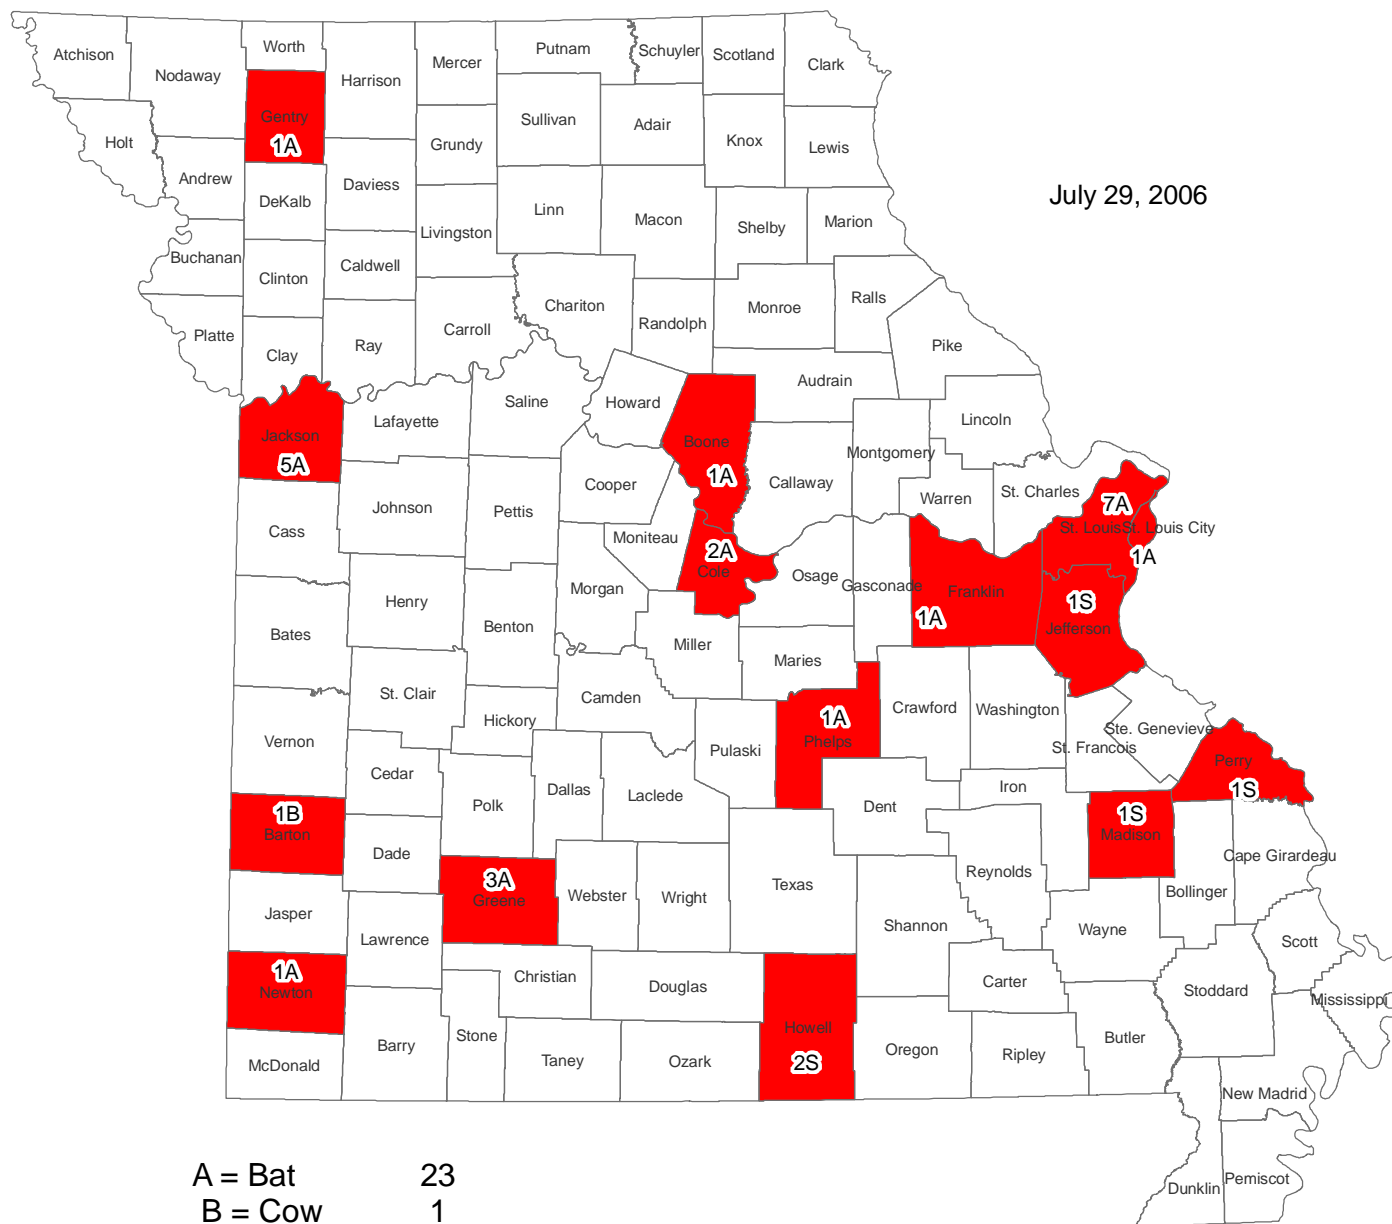 Atchison
Nodaway
Worth
Harrison
Mercer
Putnam
Schuyler
Scotland
Clark
Holt
Gentry
1A
Andrew
DeKalb
Daviess
Grundy
Sullivan
Adair
Knox
Lewis
July 29, 2006
Buchanan
Clinton
Caldwell
Livingston
Linn
Macon
Shelby
Marion
Platte
Clay
Ray
Carroll
Chariton
Randolph
Monroe
Ralls
Pike
Audrain
Jackson
5A
Lafayette
Saline
Howard
Boone
1A
Callaway
Montgomery
Lincoln
Warren
St. Charles
7A
St. Louis
St. Louis City
1A
Cass
Johnson
Pettis
Cooper
Moniteau
2A
Cole
Osage
Gasconade
Franklin
1A
1S
Jefferson
Bates
Henry
Benton
Morgan
Miller
Maries
St. Clair
Hickory
Camden
Pulaski
1A
Phelps
Crawford
Washington
St. Francois
Ste. Genevieve
Perry
1S
Vernon
Cedar
Polk
Dallas
Laclede
Dent
Iron
1S
Madison
1B
Barton
Dade
3A
Greene
Webster
Wright
Texas
Reynolds
Bollinger
Cape Girardeau
Jasper
Lawrence
Christian
Douglas
Shannon
Wayne
Scott
1A
Newton
Carter
Stoddard
Mississippi
McDonald
Barry
Stone
Taney
Ozark
Howell
2S
Oregon
Ripley
Butler
New Madrid
Dunklin
Pemiscot
A = Bat 23
B = Cow 1